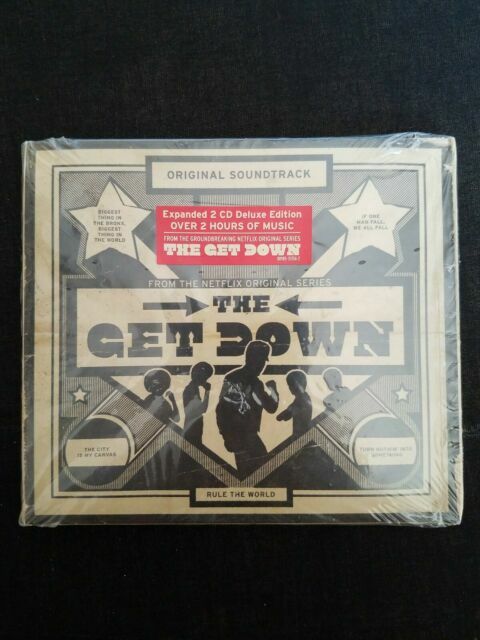 ORIGINAL SOUNDTRACK
Expanded 2 CD Deluxe Edition
OVER 2 HOURS OF MUSIC
FROM THE GROUNDBREAKING NETFLIX ORIGINAL SERIES
THE GET DOWN
BIGGEST
THING IN
THE BRONX,
BIGGEST
THING IN
THE WORLD
IF ONE
MAN FALL,
WE ALL FALL
FROM THE NETFLIX ORIGINAL SERIES
THE
GET DOWN
THE CITY
IS MY CANVAS
TURN NOTHIN' INTO
SOMETHING
RULE THE WORLD